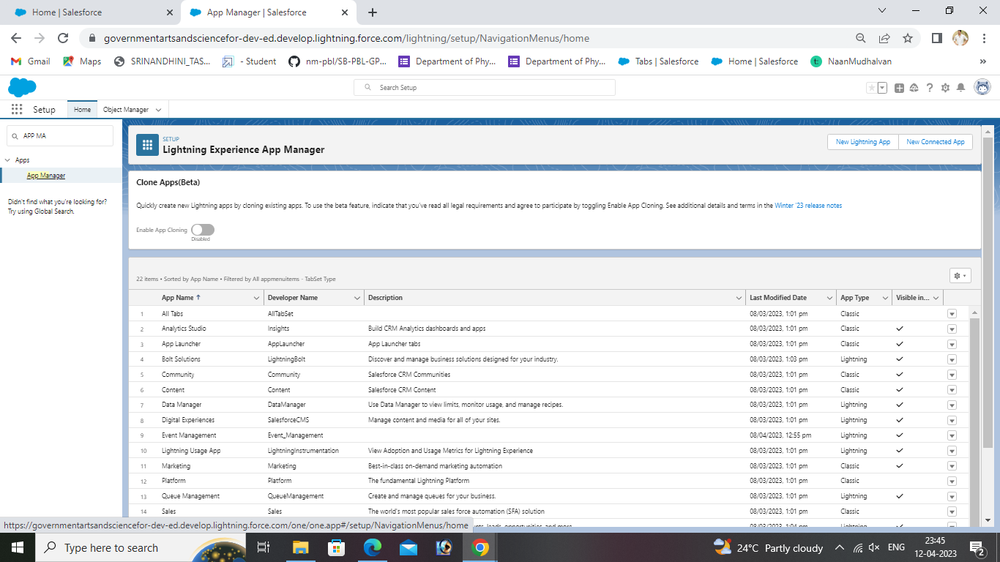 Home | Salesforce
App Manager | Salesforce
governmentartsandsciencefor-dev-ed.develop.lightning.force.com/lightning/setup/NavigationMenus/home
Gmail Maps SRINANDHINI_TAS... - Student nm-pbl/SB-PBL-GP... Department of Phy... Department of Phy... Tabs | Salesforce Home | Salesforce NaanMudhalvan
Search Setup
Setup Home Object Manager
APP MA
Apps
App Manager
Didn't find what you're looking for?
Try using Global Search.
SETUP
Lightning Experience App Manager
New Lightning App New Connected App
Clone Apps(Beta)
Quickly create new Lightning apps by cloning existing apps. To use the beta feature, indicate that you've read all legal requirements and agree to participate by toggling Enable App Cloning. See additional details and terms in the Winter '23 release notes
Enable App Cloning
Disabled
22 items • Sorted by App Name • Filtered by All appmenuitems - TabSet Type
App Name ↑ Developer Name Description Last Modified Date App Type Visible in...
1 All Tabs AllTabSet 08/03/2023, 1:01 pm Classic
2 Analytics Studio Insights Build CRM Analytics dashboards and apps 08/03/2023, 1:01 pm Classic
3 App Launcher AppLauncher App Launcher tabs 08/03/2023, 1:01 pm Classic
4 Bolt Solutions LightningBolt Discover and manage business solutions designed for your industry. 08/03/2023, 1:03 pm Lightning
5 Community Community Salesforce CRM Communities 08/03/2023, 1:01 pm Classic
6 Content Content Salesforce CRM Content 08/03/2023, 1:01 pm Classic
7 Data Manager DataManager Use Data Manager to view limits, monitor usage, and manage recipes. 08/03/2023, 1:01 pm Lightning
8 Digital Experiences SalesforceCMS Manage content and media for all of your sites. 08/03/2023, 1:01 pm Lightning
9 Event Management Event_Management 08/04/2023, 12:55 pm Lightning
10 Lightning Usage App LightningInstrumentation View Adoption and Usage Metrics for Lightning Experience 08/03/2023, 1:01 pm Lightning
11 Marketing Marketing Best-in-class on-demand marketing automation 08/03/2023, 1:01 pm Classic
12 Platform Platform The fundamental Lightning Platform 08/03/2023, 1:01 pm Classic
13 Queue Management QueueManagement Create and manage queues for your business. 08/03/2023, 1:01 pm Lightning
14 Sales Sales The world's most popular sales force automation (SFA) solution 08/03/2023, 1:01 pm Classic
https://governmentartsandsciencefor-dev-ed.develop.lightning.force.com/one/one.app#/setup/NavigationMenus/home
Type here to search
24°C Partly cloudy
ENG
23:45
12-04-2023
2